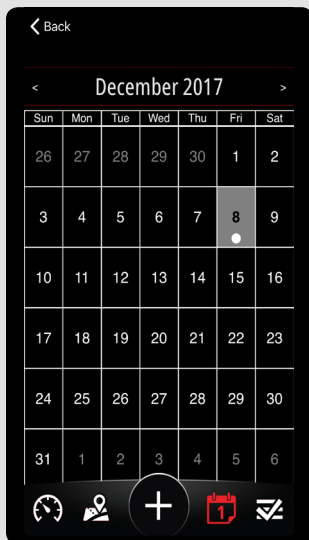 Back
< December 2017 >
Sun Mon Tue Wed Thu Fri Sat
26 27 28 29 30 1 2
3 4 5 6 7 8 9
10 11 12 13 14 15 16
17 18 19 20 21 22 23
24 25 26 27 28 29 30
31 1 2 3 4 5 6
1